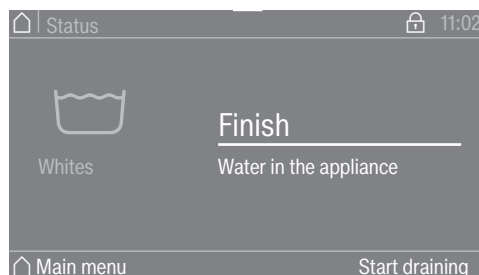 Status 11:02
Finish
Whites Water in the appliance
Main menu Start draining